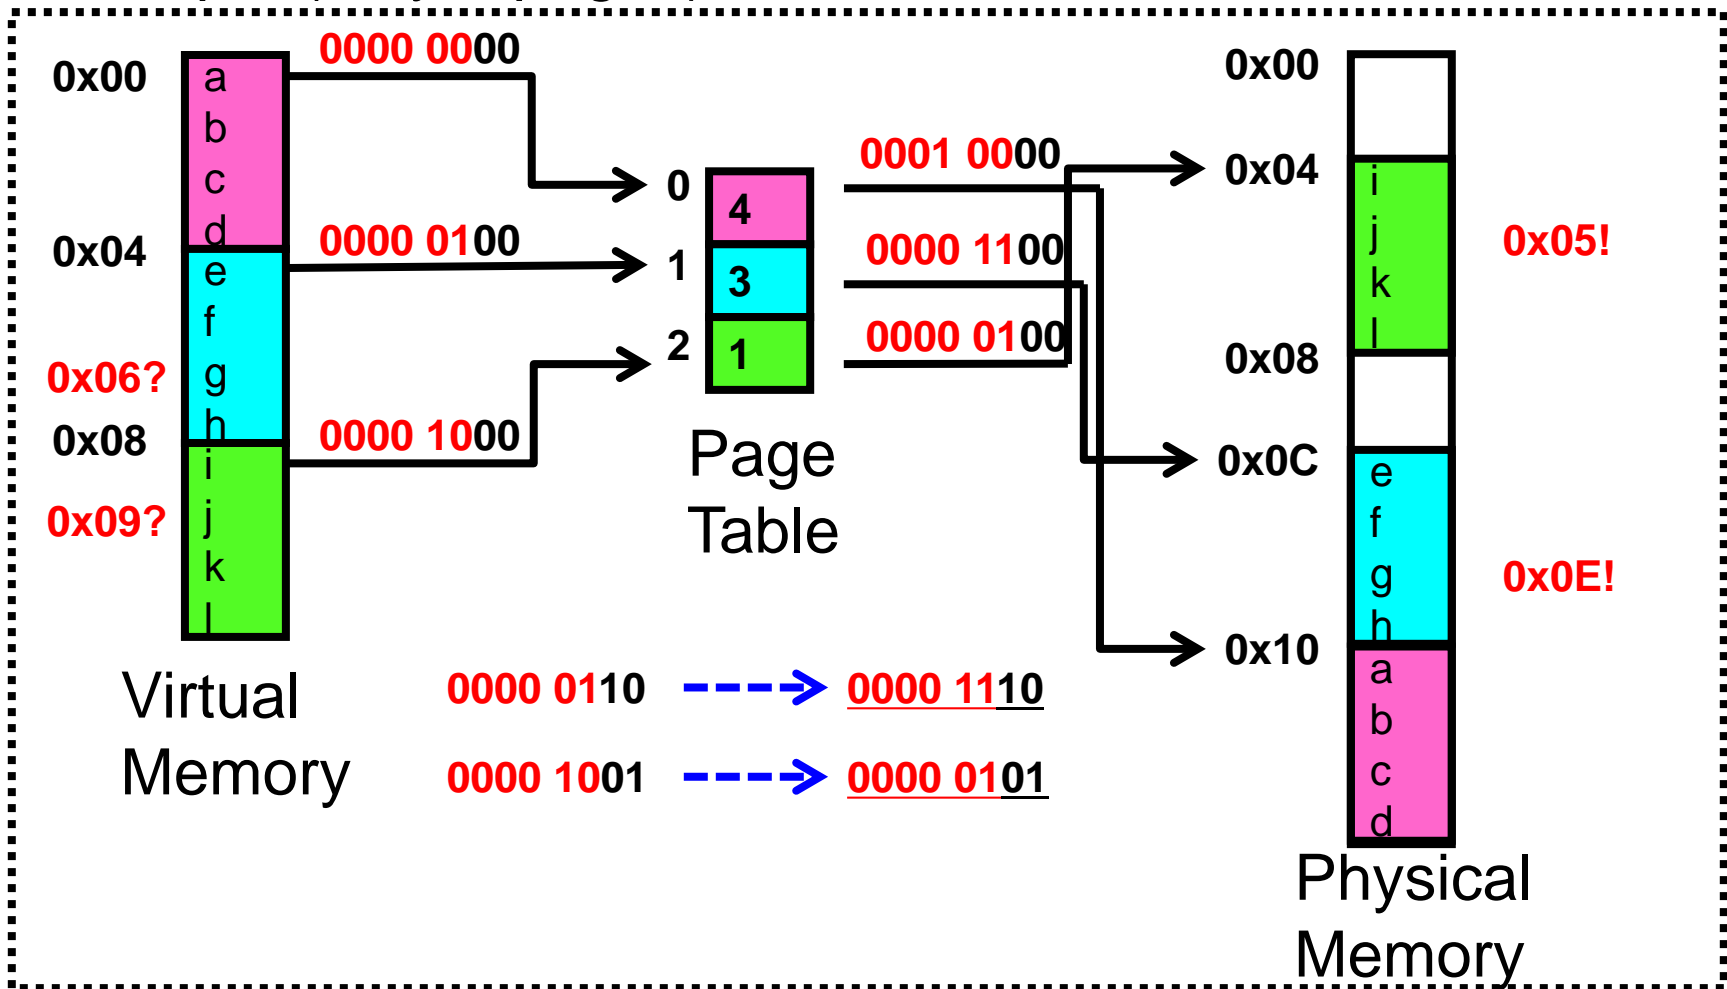 0x00
a
b
c
d
0x04
e
f
0x06?
g
h
0x08
i
0x09?
j
k
l
Virtual
Memory
0000 0000
0000 0100
0000 1000
0
4
1
3
2
1
Page
Table
0001 0000
0000 1100
0000 0100
0000 0110
0000 1110
0000 1001
0000 0101
0x00
0x04
i
j
0x05!
k
l
0x08
0x0C
e
f
g
0x0E!
h
0x10
a
b
c
d
Physical
Memory